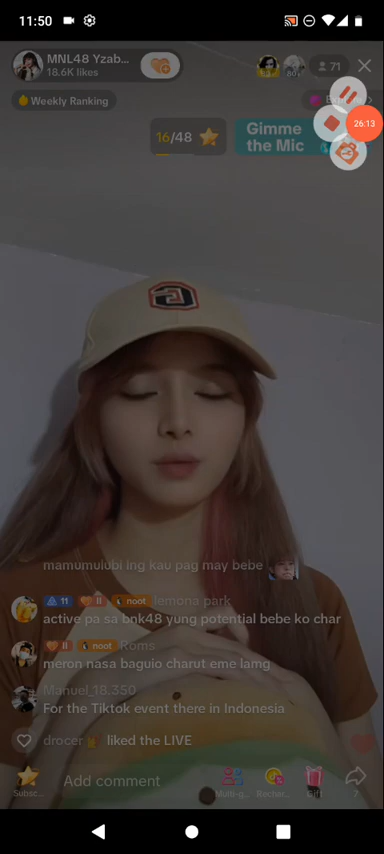 11:50
MNL48 Yzab...
18.6K likes
71
Weekly Ranking
16/48
Gimme
the Mic
26:13
mamumulubi ing kau pag may bebe
11 II noot lemona park
active pa sa bnk48 yung potential bebe ko char
II noot Roms
meron nasa baguio charut eme lamg
Manuel_18.350
For the Tiktok event there in Indonesia
drocer liked the LIVE
Add comment
Subsc... Multi-g... Rechar... Gift 7